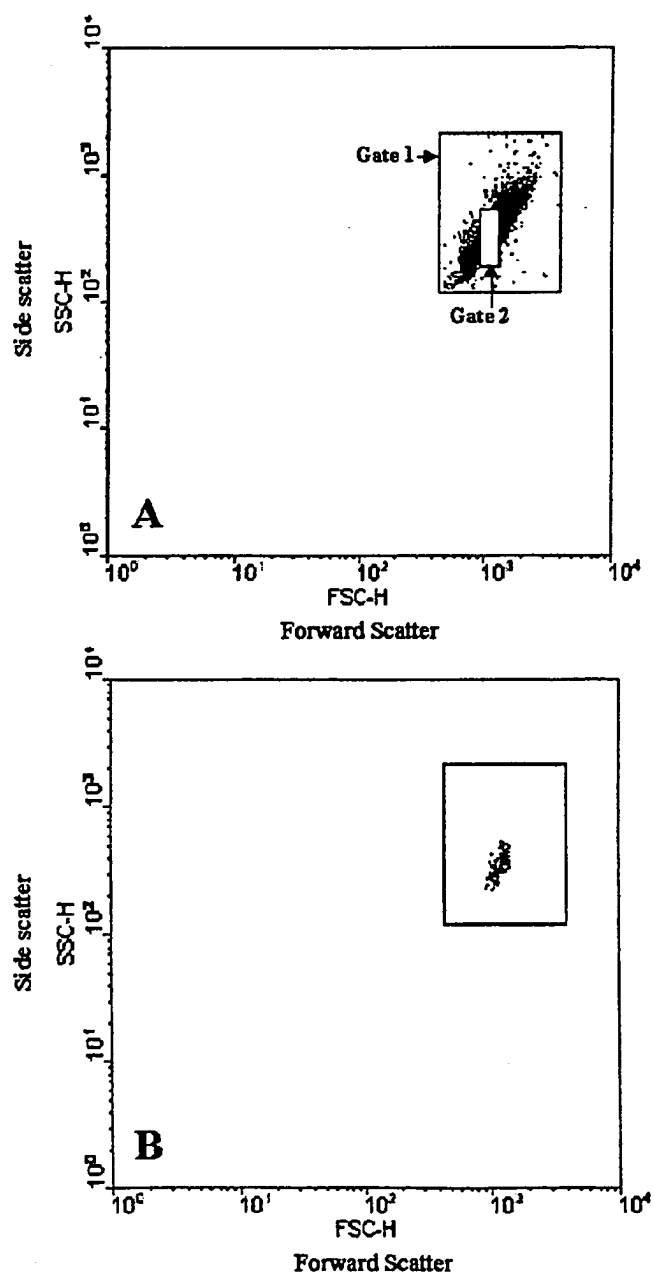 10⁴
10³
10²
10¹
10⁰
Side scatter
SSC-H
Gate 1
Gate 2
A
10⁰ 10¹ 10² 10³ 10⁴
FSC-H
Forward Scatter
10⁴
10³
10²
10¹
10⁰
Side scatter
SSC-H
B
10⁰ 10¹ 10² 10³ 10⁴
FSC-H
Forward Scatter